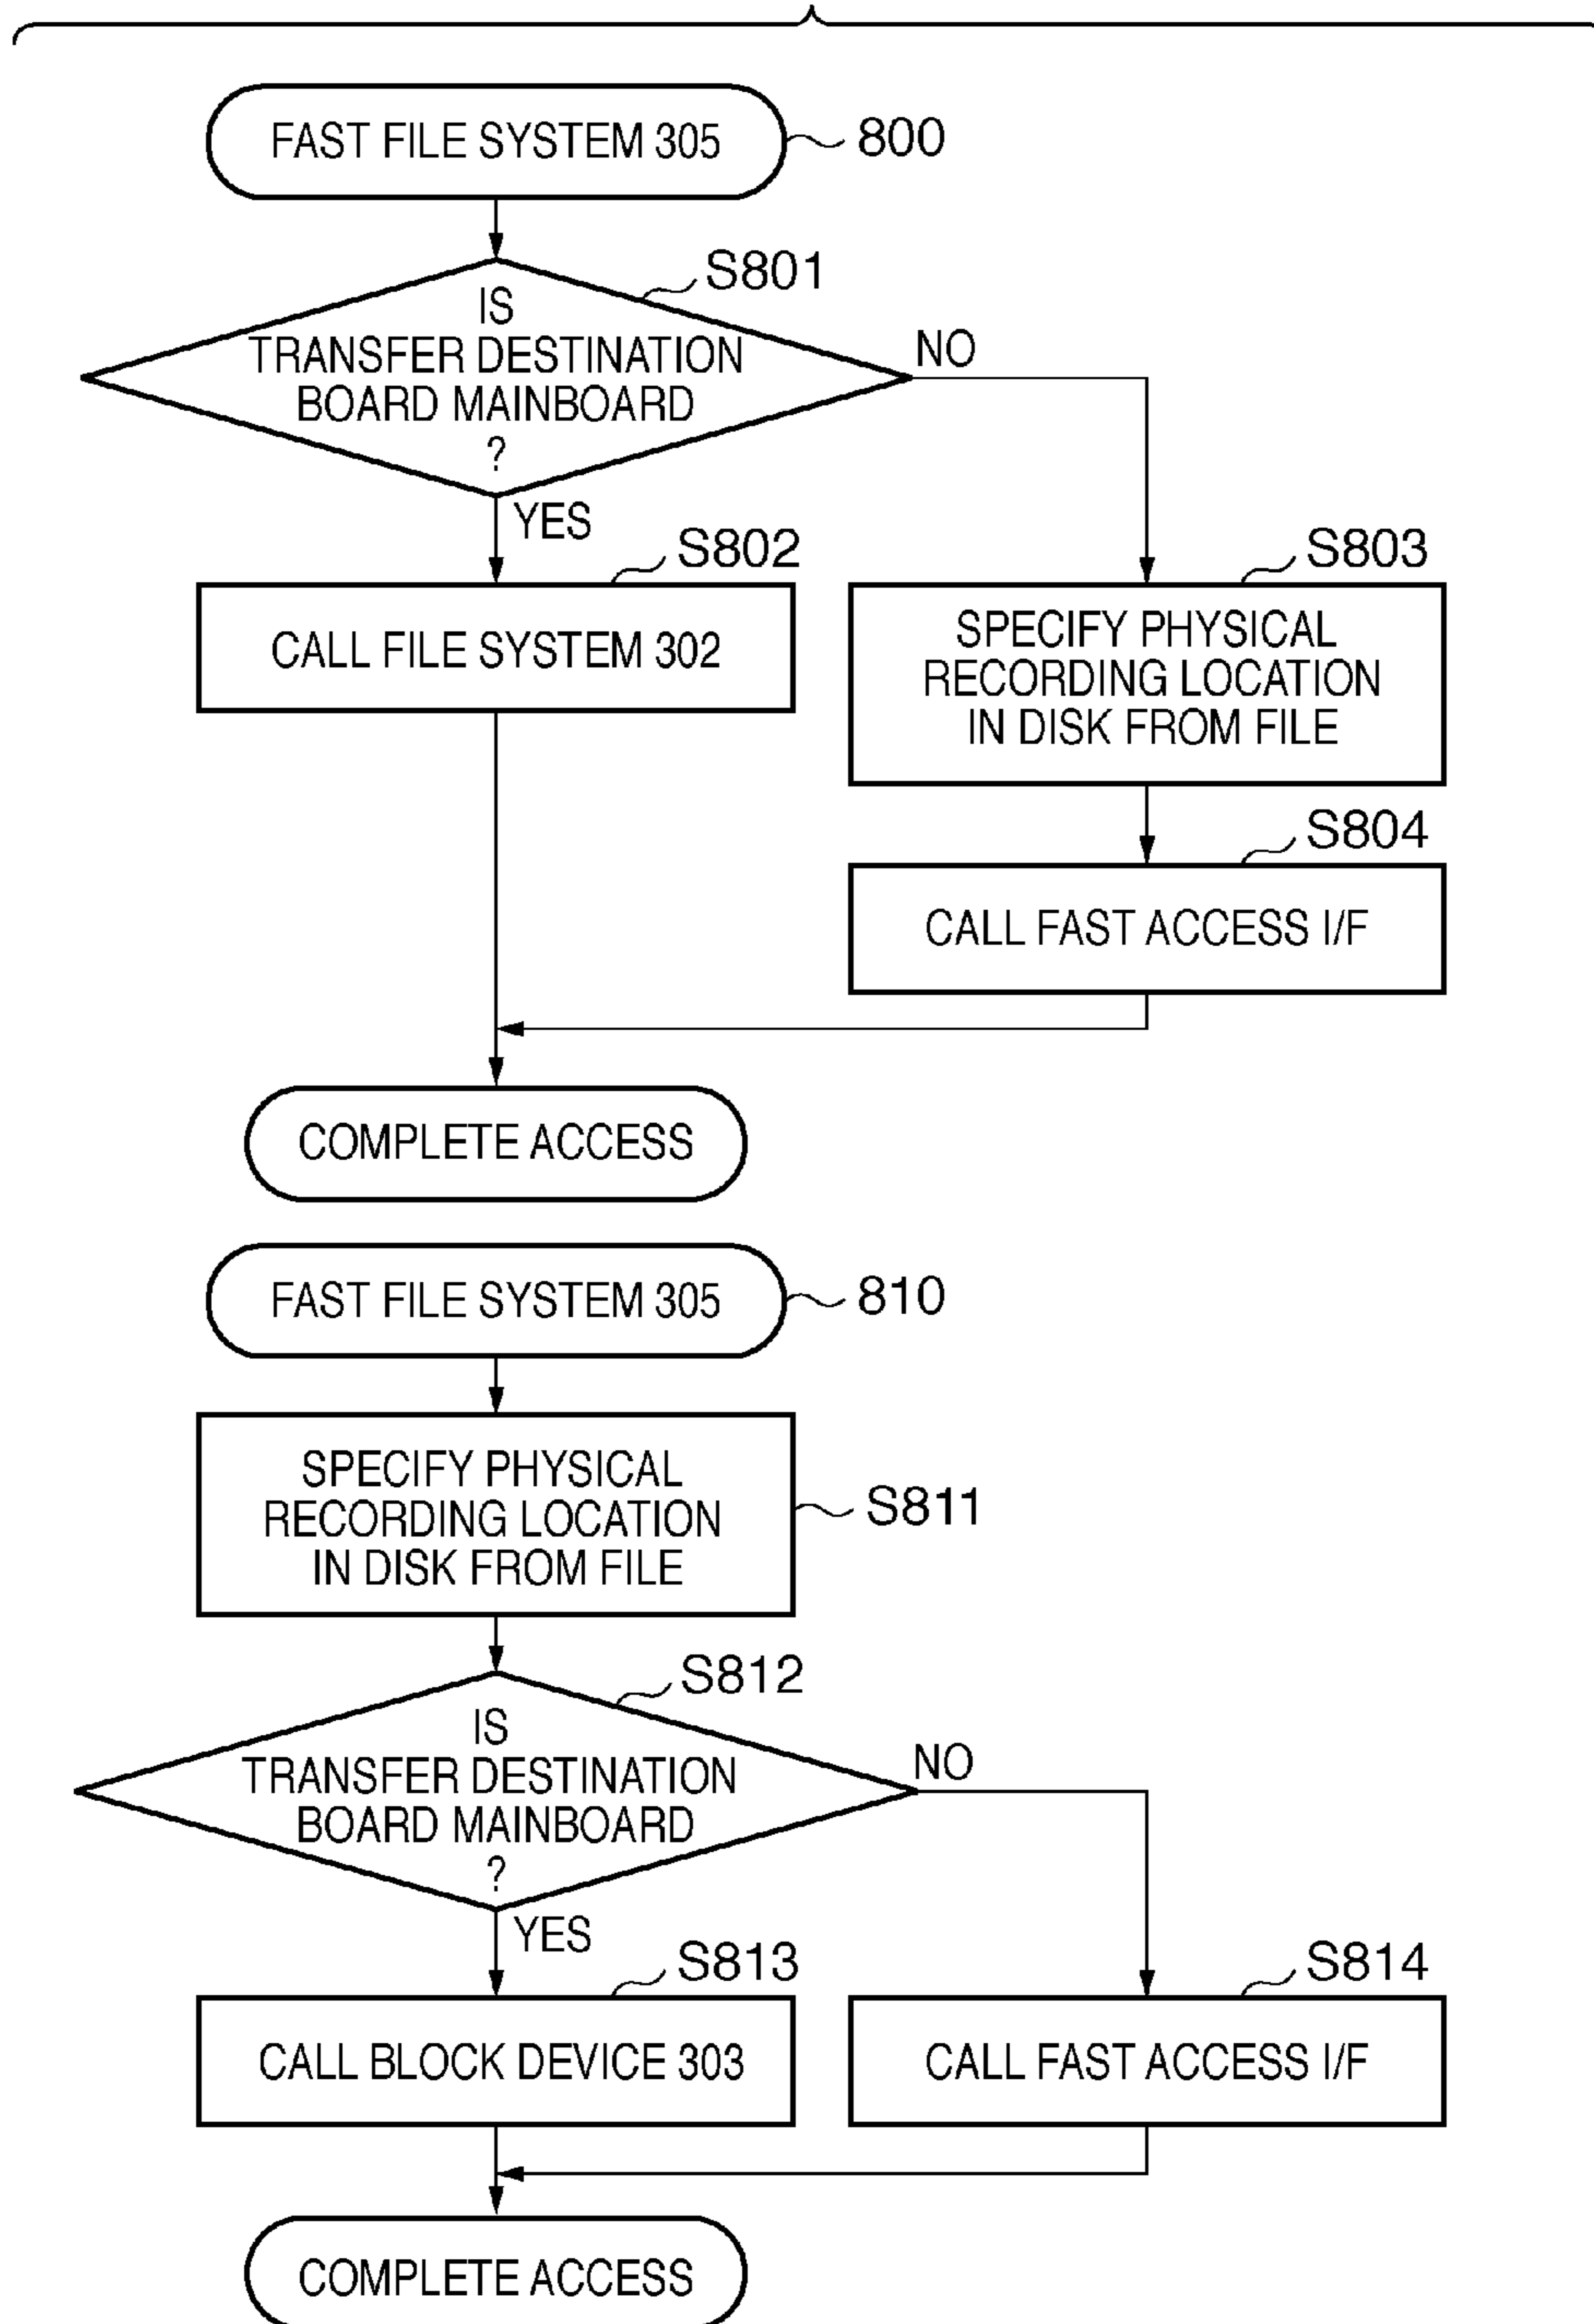 FAST FILE SYSTEM 305
800
S801
IS
TRANSFER DESTINATION
BOARD MAINBOARD
?
NO
YES
S802
CALL FILE SYSTEM 302
S803
SPECIFY PHYSICAL
RECORDING LOCATION
IN DISK FROM FILE
S804
CALL FAST ACCESS I/F
COMPLETE ACCESS
FAST FILE SYSTEM 305
810
SPECIFY PHYSICAL
RECORDING LOCATION
IN DISK FROM FILE
S811
S812
IS
TRANSFER DESTINATION
BOARD MAINBOARD
?
NO
YES
S813
CALL BLOCK DEVICE 303
S814
CALL FAST ACCESS I/F
COMPLETE ACCESS